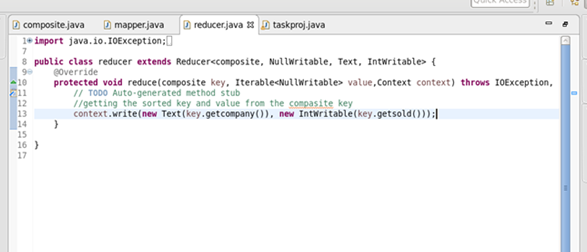 Quick Access
composite.java mapper.java reducer.java taskproj.java
1 import java.io.IOException;
7
8 public class reducer extends Reducer<composite, NullWritable, Text, IntWritable> {
9 @Override
10 protected void reduce(composite key, Iterable<NullWritable> value,Context context) throws IOException,
11 // TODO Auto-generated method stub
12 //getting the sorted key and value from the compasite key
13 context.write(new Text(key.getcompany()), new IntWritable(key.getsold()));
14 }
15
16 }
17